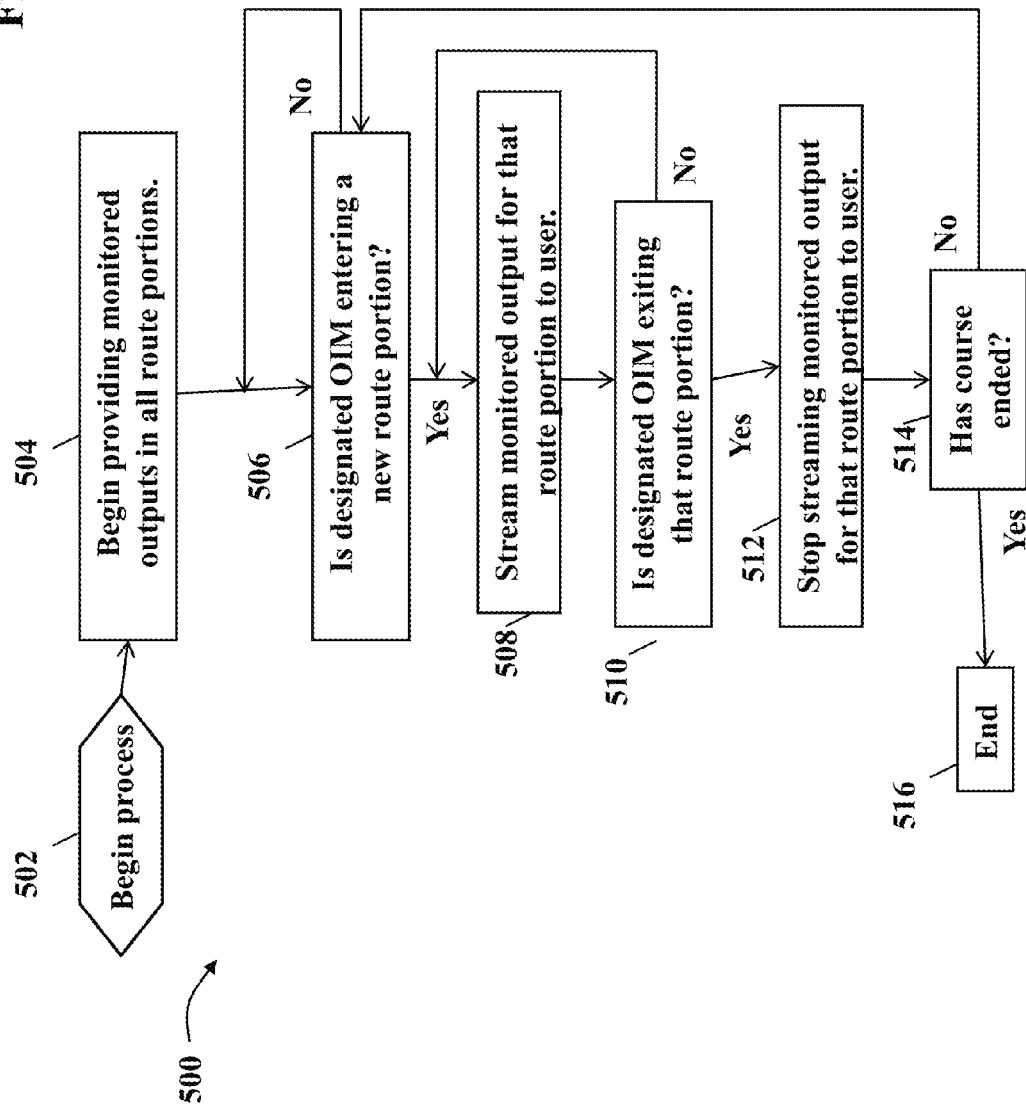 F
500
502
Begin process
504
Begin providing monitored
outputs in all route portions.
506
Is designated OIM entering a
new route portion?
No
Yes
508
Stream monitored output for that
route portion to user.
510
Is designated OIM exiting
that route portion?
No
Yes
512
Stop streaming monitored output
for that route portion to user.
514
Has course
ended?
No
Yes
516
End